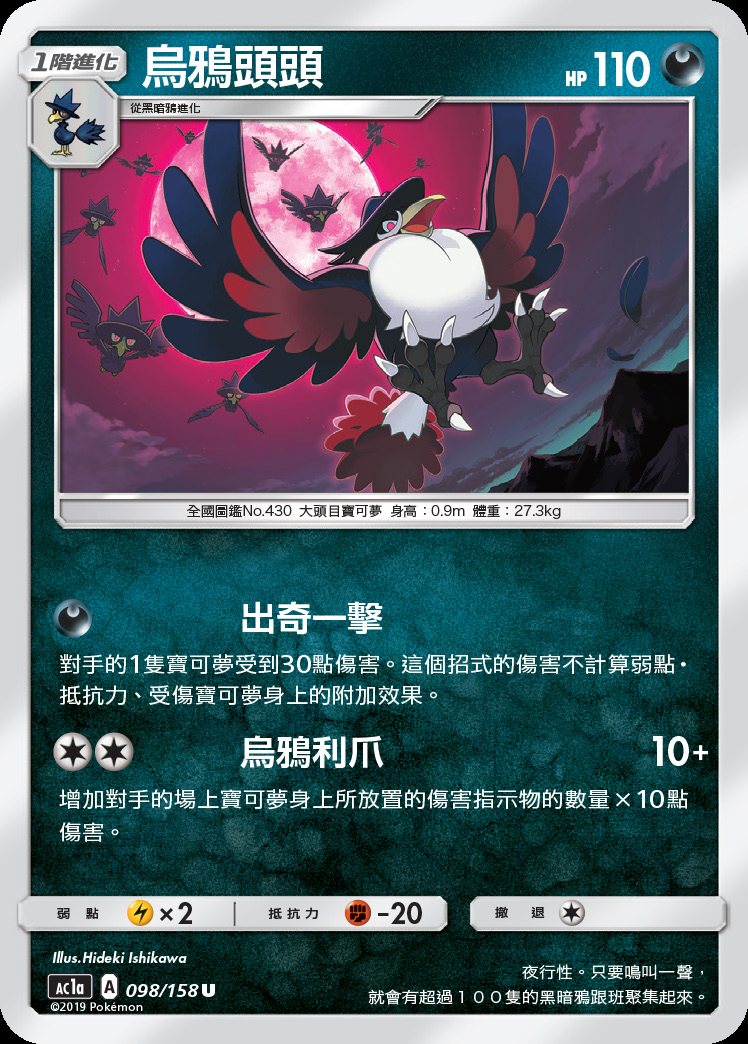 1階進化
烏鴉頭頭
HP 110
從黑暗鴉進化
全國圖鑑No.430 大頭目寶可夢 身高：0.9m 體重：27.3kg
出奇一擊
對手的1隻寶可夢受到30點傷害。這個招式的傷害不計算弱點・
抵抗力、受傷寶可夢身上的附加效果。
烏鴉利爪 10+
增加對手的場上寶可夢身上所放置的傷害指示物的數量×10點
傷害。
弱點 ×2 抵抗力 -20 撤退
Illus.Hideki Ishikawa
AC1a A 098/158 U
©2019 Pokémon
夜行性。只要鳴叫一聲，
就會有超過１００隻的黑暗鴉跟班聚集起來。